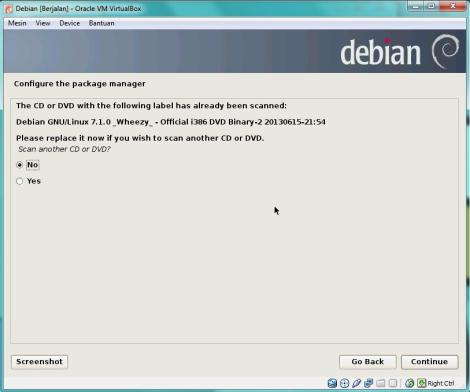 Debian [Berjalan] - Oracle VM VirtualBox
Mesin View Device Bantuan
debian
Configure the package manager
The CD or DVD with the following label has already been scanned:
Debian GNU/Linux 7.1.0 _Wheezy_ - Official i386 DVD Binary-2 20130615-21:54
Please replace it now if you wish to scan another CD or DVD.
Scan another CD or DVD?
No
Yes
Screenshot Go Back Continue
Right Ctrl